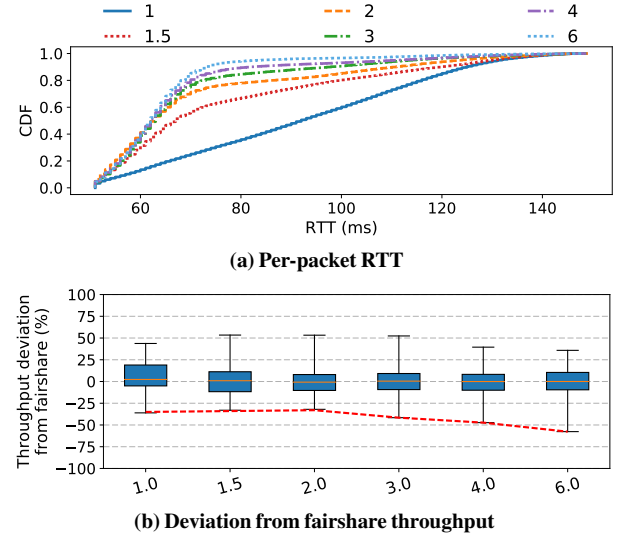 1 2 4
1.5 3 6
1.0
0.8
0.6
0.4
0.2
0.0
CDF
60 80 100 120 140
RTT (ms)
(a) Per-packet RTT
100
75
50
25
0
−25
−50
−75
−100
Throughput deviation
from fairshare (%)
1.0 1.5 2.0 3.0 4.0 6.0
(b) Deviation from fairshare throughput